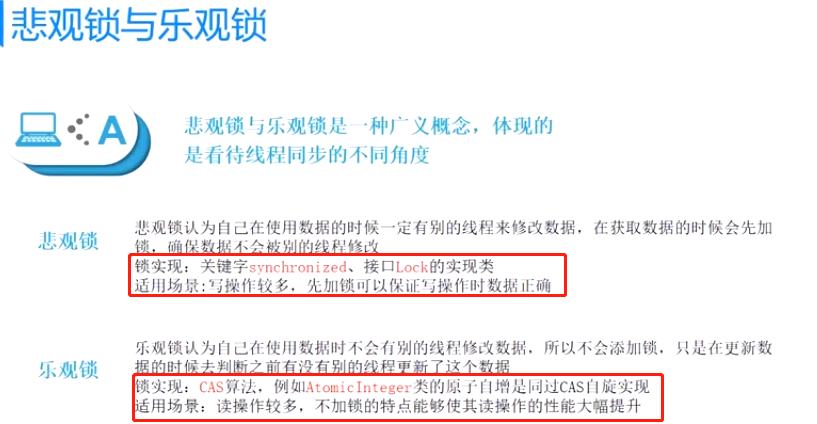 悲观锁与乐观锁
A
悲观锁与乐观锁是一种广义概念，体现的
是看待线程同步的不同角度
悲观锁
悲观锁认为自己在使用数据的时候一定有别的线程来修改数据，在获取数据的时候会先加
锁，确保数据不会被别的线程修改
锁实现：关键字synchronized、接口Lock的实现类
适用场景:写操作较多，先加锁可以保证写操作时数据正确
乐观锁
乐观锁认为自己在使用数据时不会有别的线程修改数据，所以不会添加锁，只是在更新数
据的时候去判断之前有没有别的线程更新了这个数据
锁实现：CAS算法，例如AtomicInteger类的原子自增是同过CAS自旋实现
适用场景：读操作较多，不加锁的特点能够使其读操作的性能大幅提升